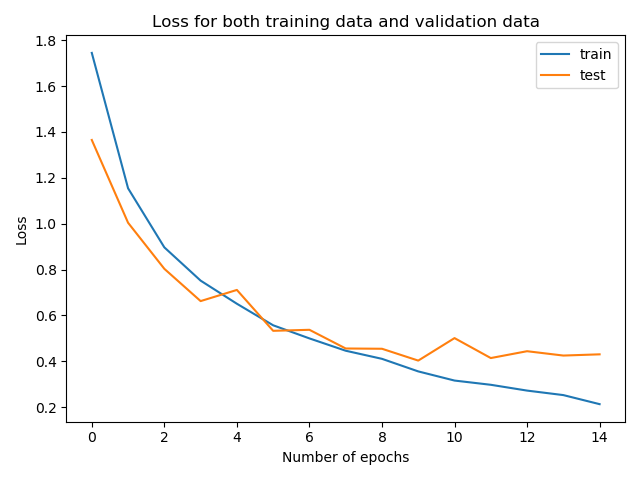 Loss for both training data and validation data
train
test
Loss
1.8
1.6
1.4
1.2
1.0
0.8
0.6
0.4
0.2
0 2 4 6 8 10 12 14
Number of epochs